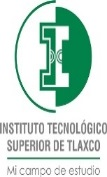 INSTITUTO TECNOLÓGICO
SUPERIOR DE TLAXCO
Mi campo de estudio